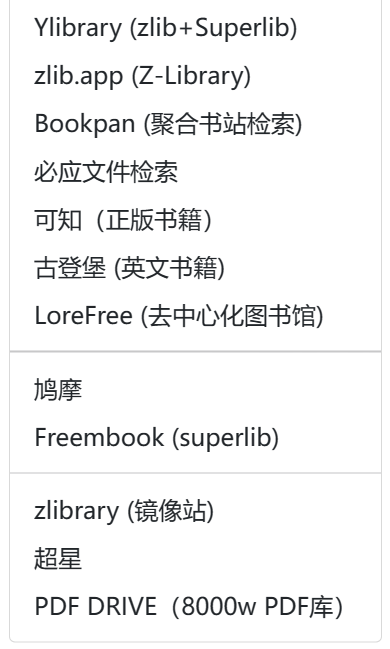 Ylibrary (zlib+Superlib)
zlib.app (Z-Library)
Bookpan (聚合书站检索)
必应文件检索
可知（正版书籍）
古登堡 (英文书籍)
LoreFree (去中心化图书馆)
鸠摩
Freembook (superlib)
zlibrary (镜像站)
超星
PDF DRIVE（8000w PDF库）